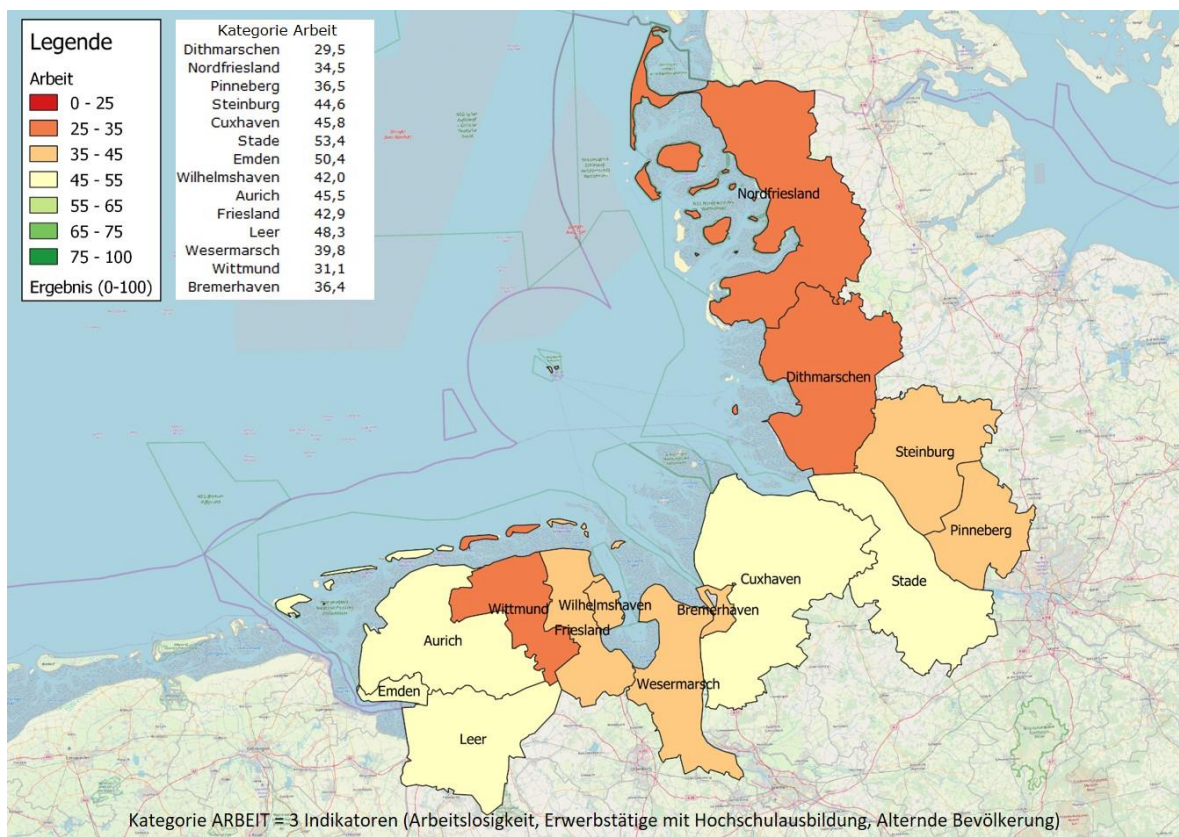 Legende
Arbeit
0 - 25
25 - 35
35 - 45
45 - 55
55 - 65
65 - 75
75 - 100
Ergebnis (0-100)
Kategorie Arbeit
Dithmarschen 29,5
Nordfriesland 34,5
Pinneberg 36,5
Steinburg 44,6
Cuxhaven 45,8
Stade 53,4
Emden 50,4
Wilhelmshaven 42,0
Aurich 45,5
Friesland 42,9
Leer 48,3
Wesermarsch 39,8
Wittmund 31,1
Bremerhaven 36,4
Nordfriesland
Dithmarschen
Steinburg
Pinneberg
Cuxhaven
Stade
Wittmund
Wilhelmshaven
Bremerhaven
Friesland
Aurich
Wesermarsch
Emden
Leer
Kategorie ARBEIT = 3 Indikatoren (Arbeitslosigkeit, Erwerbstätige mit Hochschulausbildung, Alternde Bevölkerung)